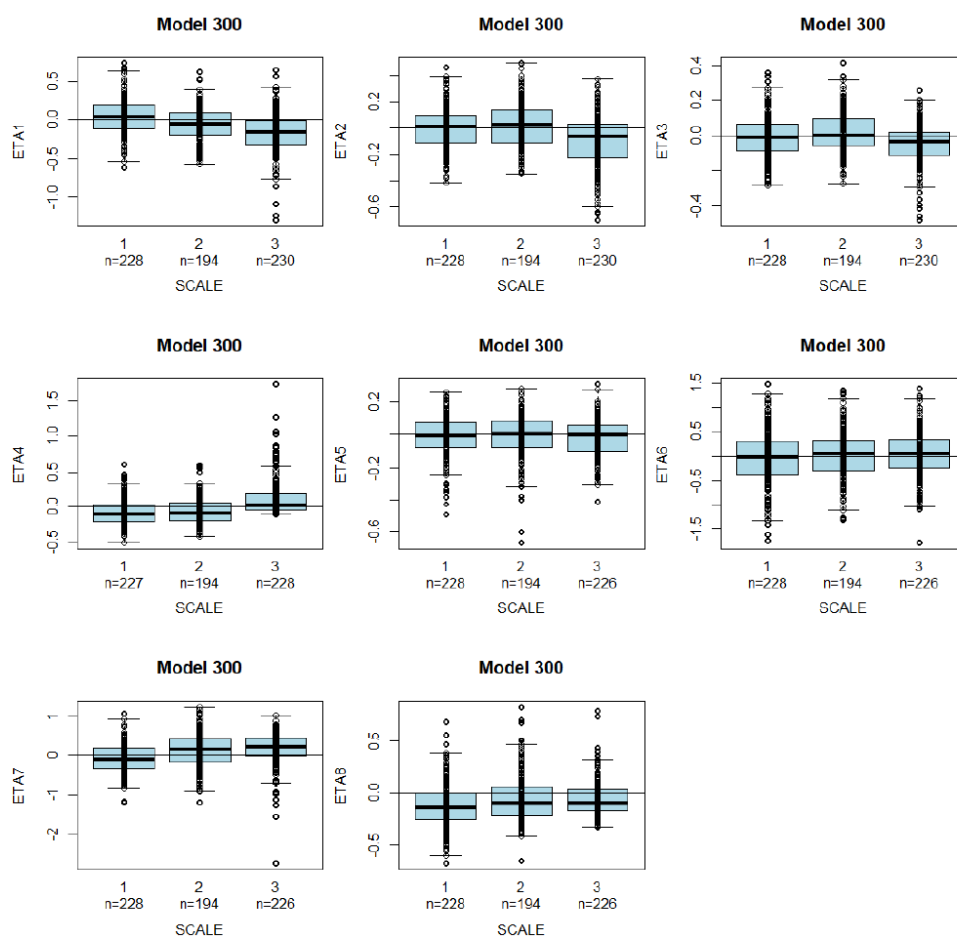 Model 300 Model 300 Model 300
ETA1 0.5 0.0 -0.5 -1.0
ETA2 0.2 -0.2 -0.6
ETA3 0.4 0.0 -0.4
1 2 3 1 2 3 1 2 3
n=228 n=194 n=230 n=228 n=194 n=230 n=228 n=194 n=230
SCALE SCALE SCALE
Model 300 Model 300 Model 300
ETA4 1.5 1.0 0.5 0.0 -0.5
ETA5 0.2 -0.2 -0.6
ETA6 1.5 0.5 -0.5 -1.5
1 2 3 1 2 3 1 2 3
n=227 n=194 n=228 n=228 n=194 n=226 n=228 n=194 n=226
SCALE SCALE SCALE
Model 300 Model 300
ETA7 1 0 -1 -2
ETA8 0.5 0.0 -0.5
1 2 3 1 2 3
n=228 n=194 n=226 n=228 n=194 n=226
SCALE SCALE